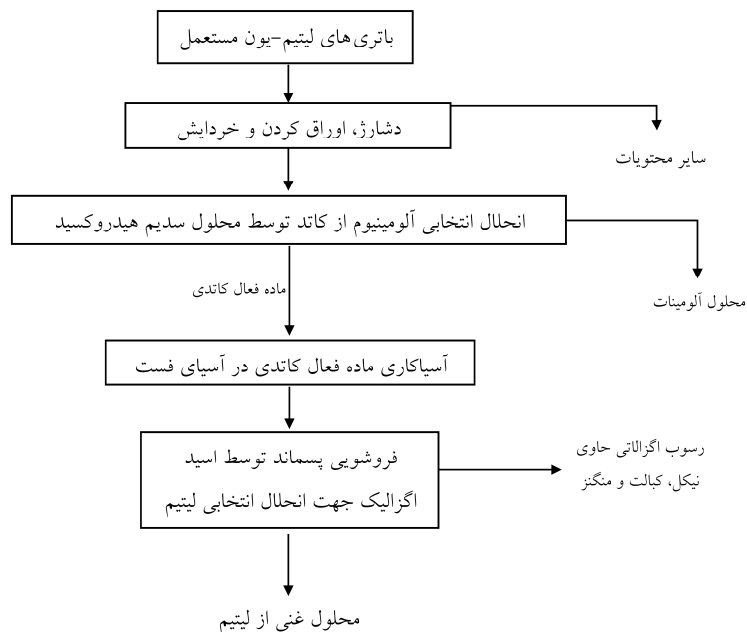 باتری‌های لیتیم-یون مستعمل
دشارژ، اوراق کردن و خردایش
سایر محتویات
انحلال انتخابی آلومینیوم از کاتد توسط محلول سدیم هیدروکسید
محلول آلومینات
ماده فعال کاتدی
آسیاکاری ماده فعال کاتدی در آسیای فست
فروشویی پسماند توسط اسید
اگزالیک جهت انحلال انتخابی لیتیم
رسوب اگزالاتی حاوی
نیکل، کبالت و منگنز
محلول غنی از لیتیم